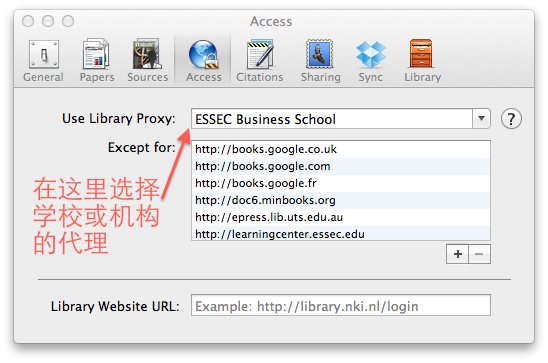 Access
General Papers Sources Access Citations Sharing Sync Library
Use Library Proxy: ESSEC Business School ?
Except for:
http://books.google.co.uk
http://books.google.com
http://books.google.fr
http://doc6.minbooks.org
http://epress.lib.uts.edu.au
http://learningcenter.essec.edu
在这里选择
学校或机构
的代理
+ −
Library Website URL: Example: http://library.nki.nl/login